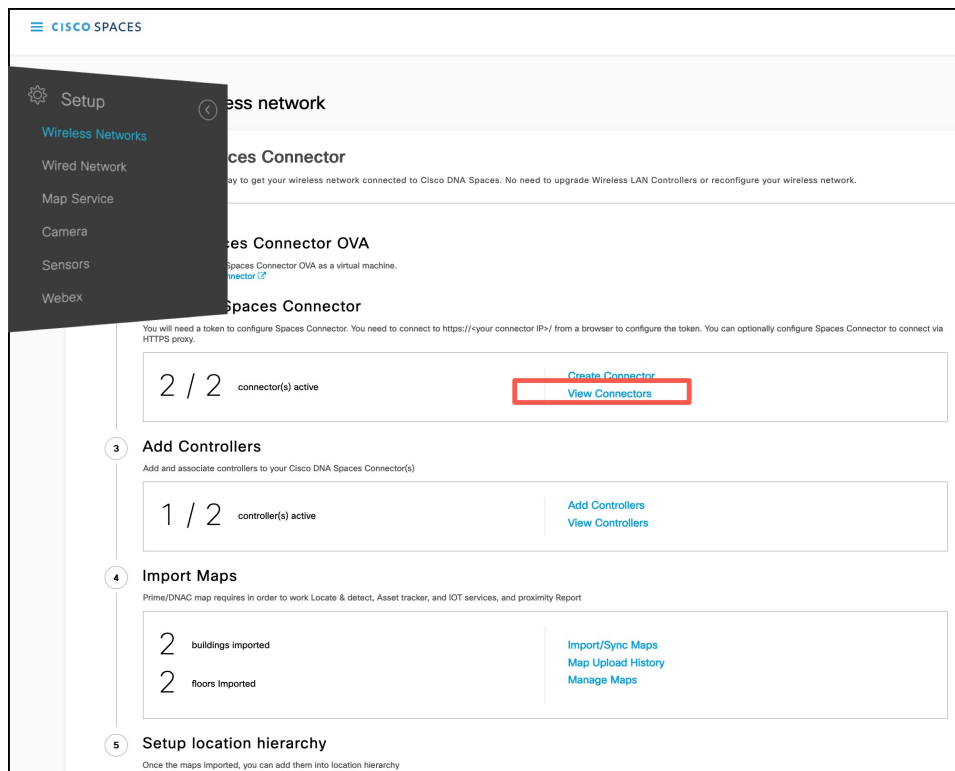 CISCO SPACES
Setup
Wireless Networks
Wired Network
Map Service
Camera
Sensors
Webex
ess network
ces Connector
ay to get your wireless network connected to Cisco DNA Spaces. No need to upgrade Wireless LAN Controllers or reconfigure your wireless network.
ces Connector OVA
Spaces Connector OVA as a virtual machine.
nnector
Spaces Connector
You will need a token to configure Spaces Connector. You need to connect to https://<your connector IP>/ from a browser to configure the token. You can optionally configure Spaces Connector to connect via
HTTPS proxy.
2 / 2 connector(s) active
Create Connector
View Connectors
3 Add Controllers
Add and associate controllers to your Cisco DNA Spaces Connector(s)
1 / 2 controller(s) active
Add Controllers
View Controllers
4 Import Maps
Prime/DNAC map requires in order to work Locate & detect, Asset tracker, and IOT services, and proximity Report
2 buildings imported
2 floors Imported
Import/Sync Maps
Map Upload History
Manage Maps
5 Setup location hierarchy
Once the maps imported, you can add them into location hierarchy